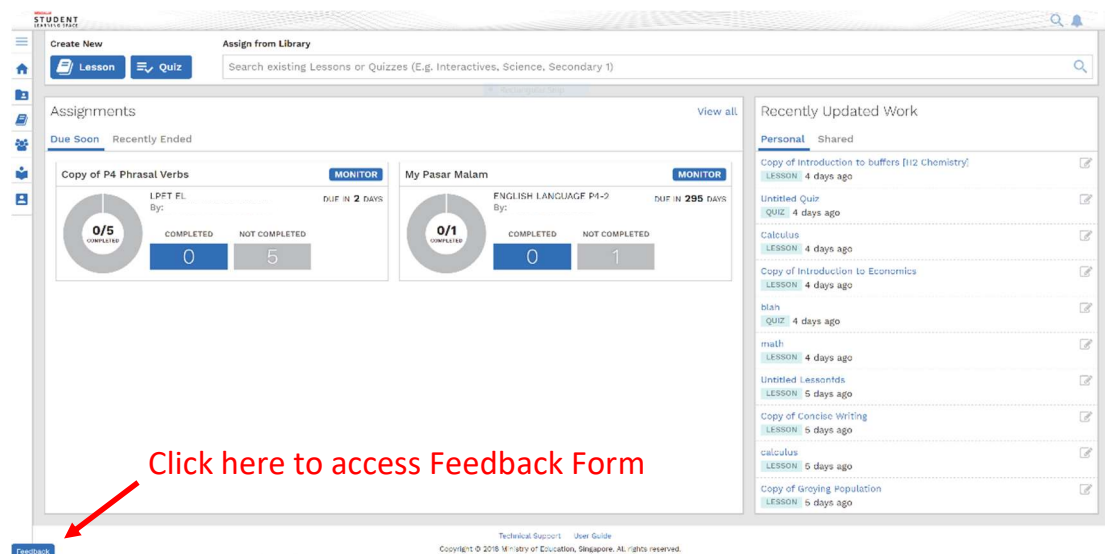 STUDENT
LEARNING SPACE
Create New
Assign from Library
Lesson
Quiz
Search existing Lessons or Quizzes (E.g. Interactives, Science, Secondary 1)
Assignments
View all
Due Soon
Recently Ended
Copy of P4 Phrasal Verbs
MONITOR
LPET EL
DUE IN 2 DAYS
By:
0/5
COMPLETED
COMPLETED
NOT COMPLETED
0
5
My Pasar Malam
MONITOR
ENGLISH LANGUAGE P4-2
DUE IN 295 DAYS
By:
0/1
COMPLETED
COMPLETED
NOT COMPLETED
0
1
Recently Updated Work
Personal
Shared
Copy of Introduction to buffers [H2 Chemistry]
LESSON 4 days ago
Untitled Quiz
QUIZ 4 days ago
Calculus
LESSON 4 days ago
Copy of Introduction to Economics
LESSON 4 days ago
blah
QUIZ 4 days ago
math
LESSON 4 days ago
Untitled Lessonfds
LESSON 5 days ago
Copy of Concise Writing
LESSON 5 days ago
calculus
LESSON 5 days ago
Copy of Greying Population
LESSON 5 days ago
Click here to access Feedback Form
Feedback
Technical Support
User Guide
Copyright © 2018 Ministry of Education, Singapore. All rights reserved.